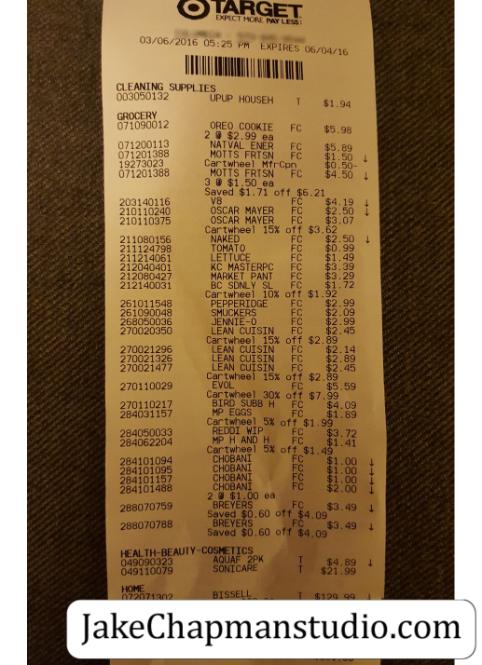 TARGET
EXPECT MORE. PAY LESS.
03/06/2016 05:25 PM EXPIRES 06/04/16
CLEANING SUPPLIES
003050132 UPUP HOUSEH T $1.94
GROCERY
071090012 OREO COOKIE FC $5.98
2 @ $2.99 ea
071200113 NATVAL ENER FC $5.89
071201388 MOTTS FRTSN FC $1.50 ↓
19273023 Cartwheel MfrCpn $0.50-
071201388 MOTTS FRTSN FC $4.50 ↓
3 @ $1.50 ea
Saved $1.71 off $6.21
203140116 V8 FC $4.19 ↓
210110240 OSCAR MAYER FC $2.50 ↓
210110375 OSCAR MAYER FC $3.07
Cartwheel 15% off $3.62
211080156 NAKED FC $2.50 ↓
211124798 TOMATO FC $0.99
211214061 LETTUCE FC $1.49
212040401 KC MASTERPC FC $3.39
212080427 MARKET PANT FC $3.29
212140031 BC SDNLY SL FC $1.72
Cartwheel 10% off $1.92
261011548 PEPPERIDGE FC $2.99
261090048 SMUCKERS FC $2.09
268050036 JENNIE-O FC $2.99
270020350 LEAN CUISIN FC $2.45
Cartwheel 15% off $2.89
270021296 LEAN CUISIN FC $2.14
270021326 LEAN CUISIN FC $2.89
270021477 LEAN CUISIN FC $2.45
Cartwheel 15% off $2.89
270110029 EVOL FC $5.59
Cartwheel 30% off $7.99
270110217 BIRD SUBB H FC $4.09
284031157 MP EGGS FC $1.89
Cartwheel 5% off $1.99
284050033 REDDI WIP FC $3.72
284062204 MP H AND H FC $1.41
Cartwheel 5% off $1.49
284101094 CHOBANI FC $1.00 ↓
284101095 CHOBANI FC $1.00 ↓
284101157 CHOBANI FC $1.00 ↓
284101488 CHOBANI FC $2.00 ↓
2 @ $1.00 ea
288070759 BREYERS FC $3.49 ↓
Saved $0.60 off $4.09
288070788 BREYERS FC $3.49 ↓
Saved $0.60 off $4.09
HEALTH-BEAUTY-COSMETICS
049090323 AQUAF 2PK T $4.89 ↓
049110079 SONICARE T $21.99
HOME
072071302 BISSELL T $129.99 ↓
JakeChapmanstudio.com